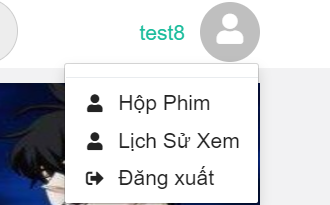 test8
Hộp Phim
Lịch Sử Xem
Đăng xuất